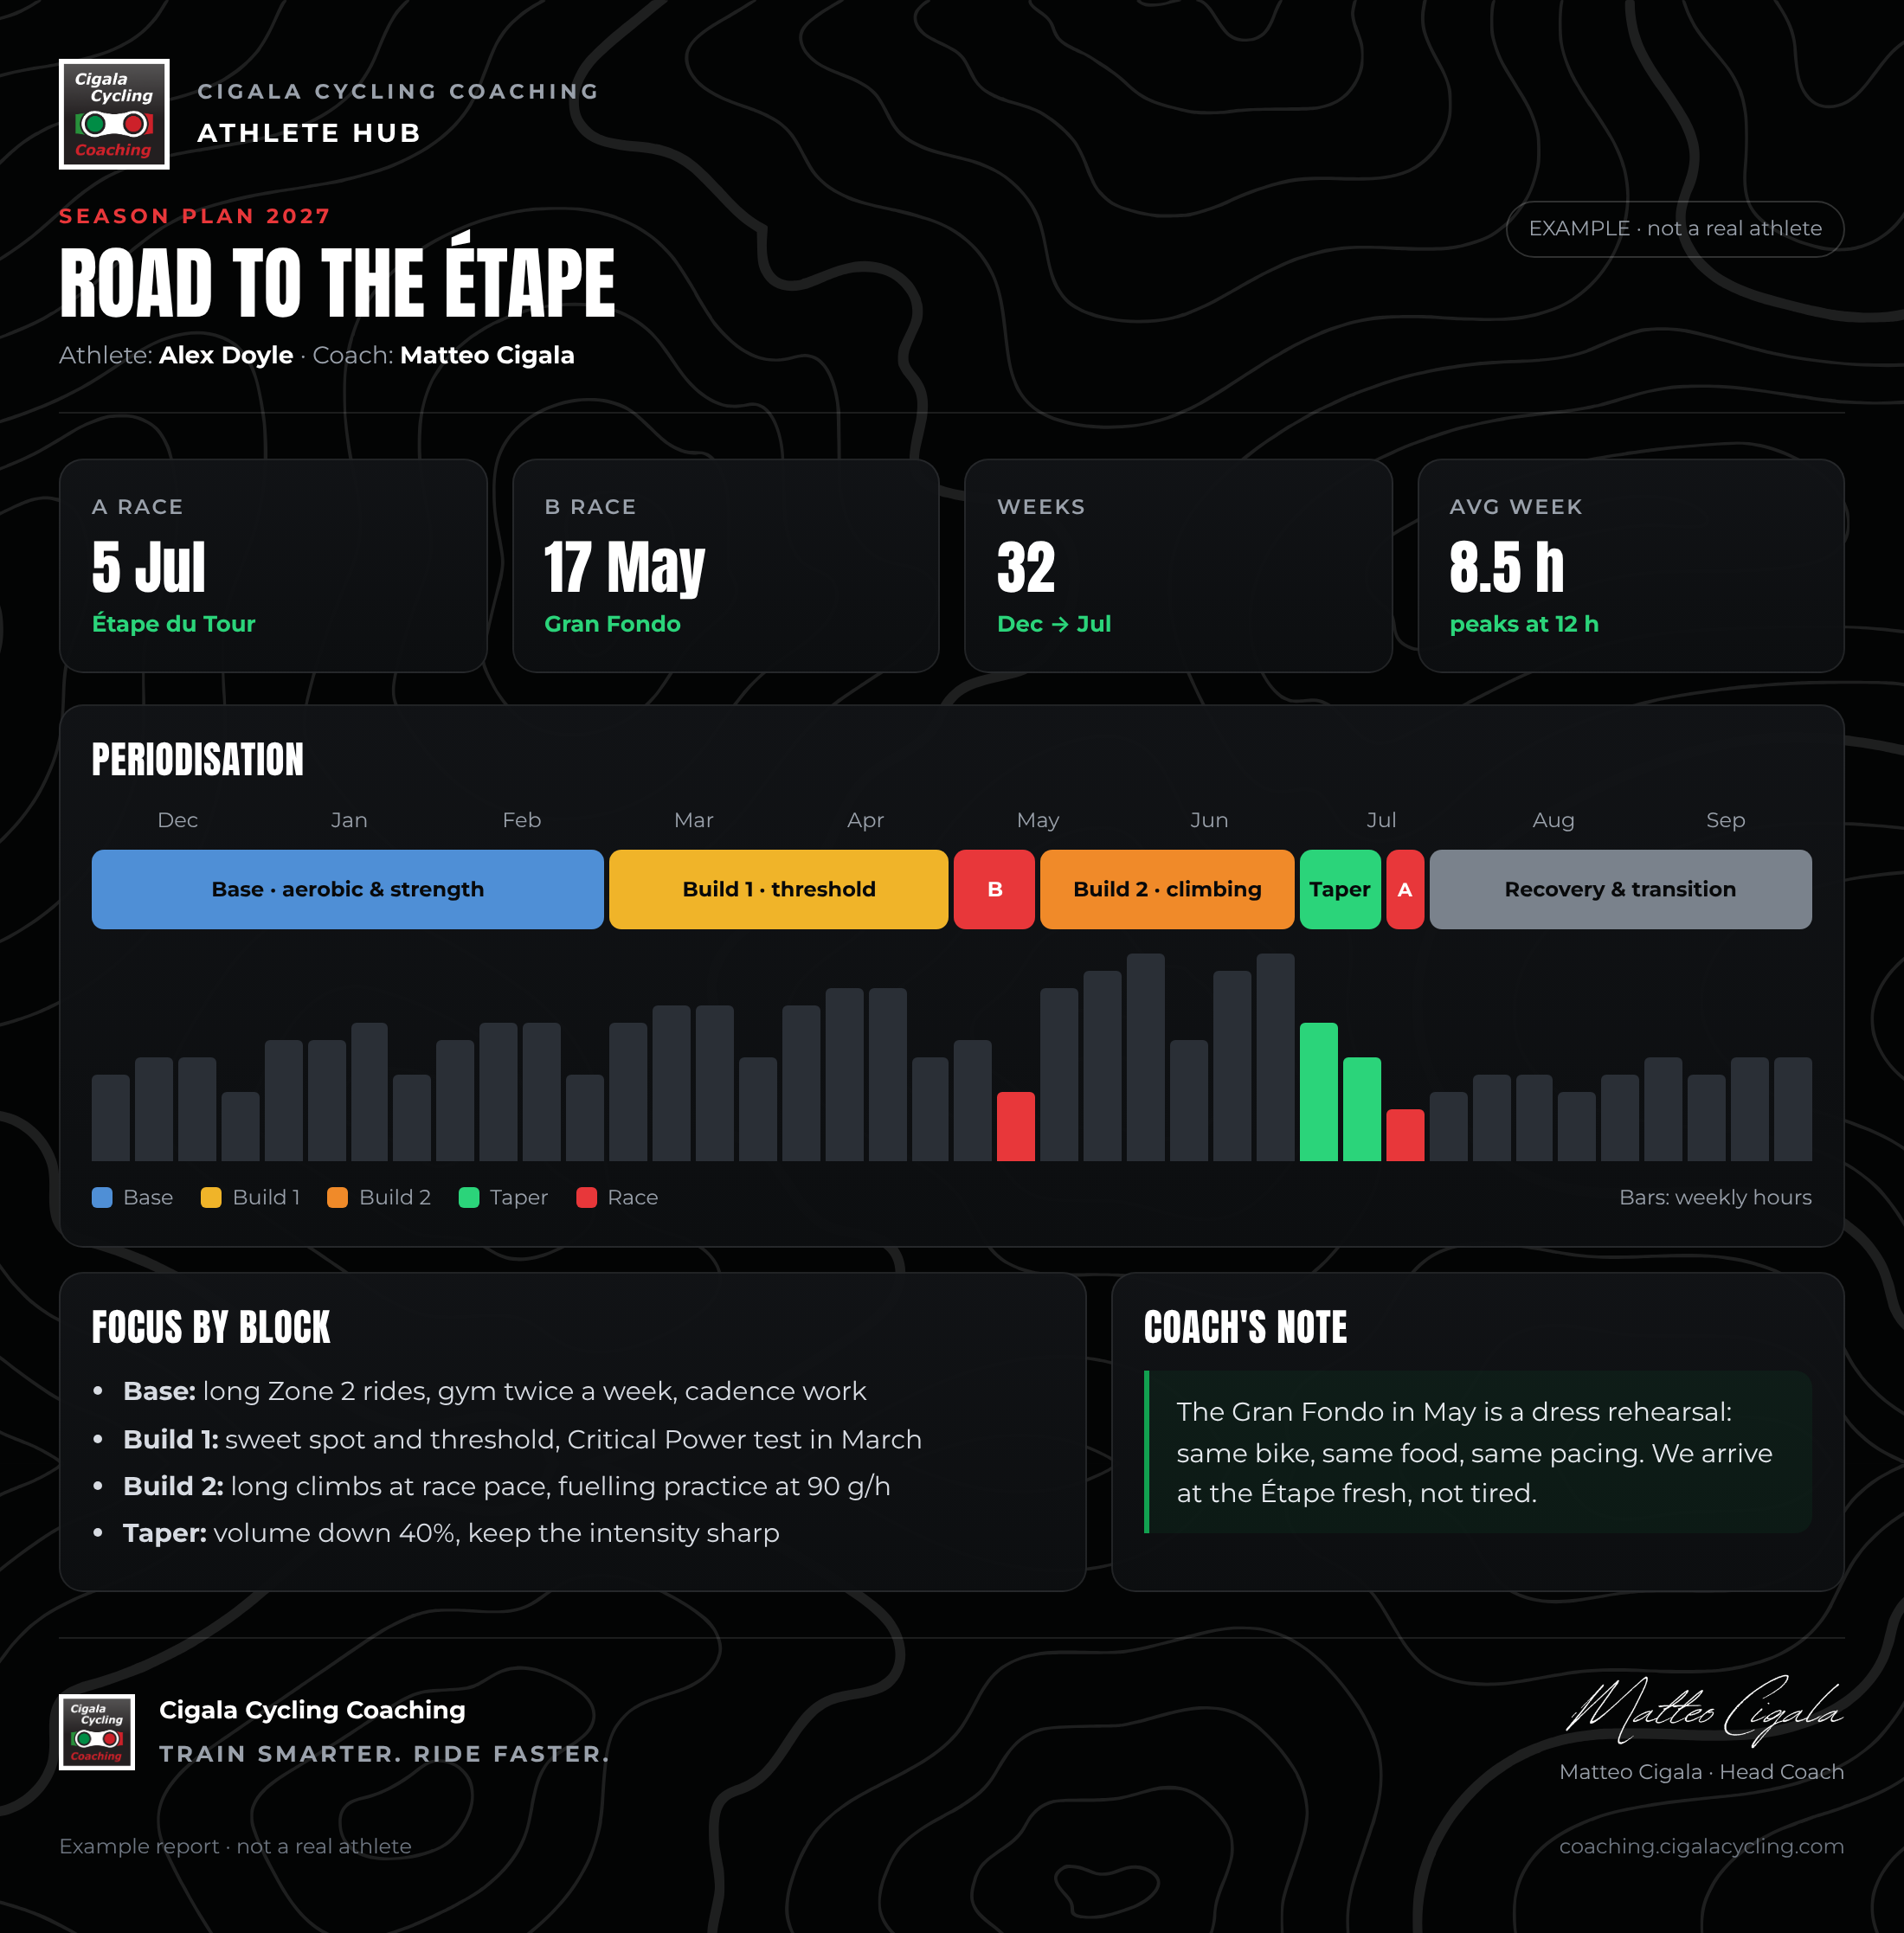 Cigala
Cycling
Coaching
CIGALA CYCLING COACHING
ATHLETE HUB
SEASON PLAN 2027
ROAD TO THE ÉTAPE
Athlete: Alex Doyle · Coach: Matteo Cigala
EXAMPLE · not a real athlete
A RACE
5 Jul
Étape du Tour
B RACE
17 May
Gran Fondo
WEEKS
32
Dec → Jul
AVG WEEK
8.5 h
peaks at 12 h
PERIODISATION
Dec Jan Feb Mar Apr May Jun Jul Aug Sep
Base · aerobic & strength Build 1 · threshold B Build 2 · climbing Taper A Recovery & transition
Base Build 1 Build 2 Taper Race Bars: weekly hours
FOCUS BY BLOCK
• Base: long Zone 2 rides, gym twice a week, cadence work
• Build 1: sweet spot and threshold, Critical Power test in March
• Build 2: long climbs at race pace, fuelling practice at 90 g/h
• Taper: volume down 40%, keep the intensity sharp
COACH'S NOTE
The Gran Fondo in May is a dress rehearsal:
same bike, same food, same pacing. We arrive
at the Étape fresh, not tired.
Cigala
Cycling
Coaching
Cigala Cycling Coaching
TRAIN SMARTER. RIDE FASTER.
Matteo Cigala
Matteo Cigala · Head Coach
Example report · not a real athlete
coaching.cigalacycling.com